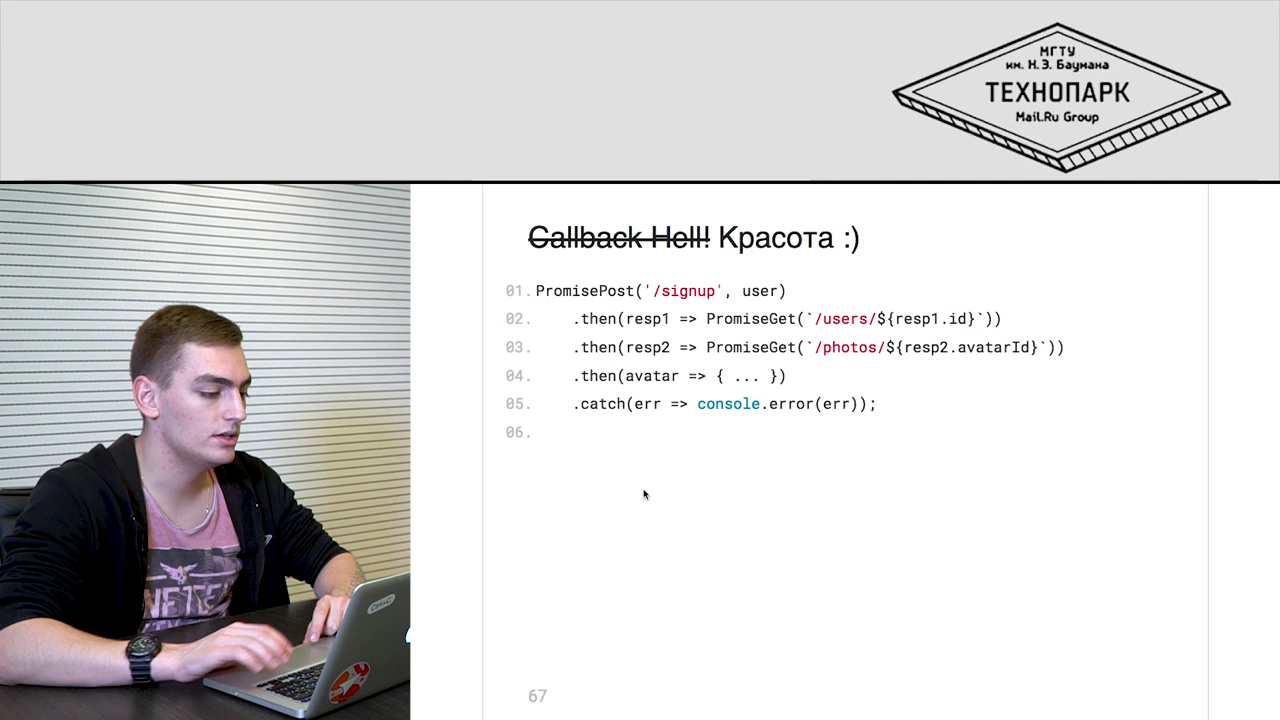 МГТУ
им. Н.Э. Баумана
ТЕХНОПАРК
Mail.Ru Group
Callback Hell! Красота :)
01. PromisePost('/signup', user)
02. .then(resp1 => PromiseGet(`/users/${resp1.id}`))
03. .then(resp2 => PromiseGet(`/photos/${resp2.avatarId}`))
04. .then(avatar => { ... })
05. .catch(err => console.error(err));
06.
67